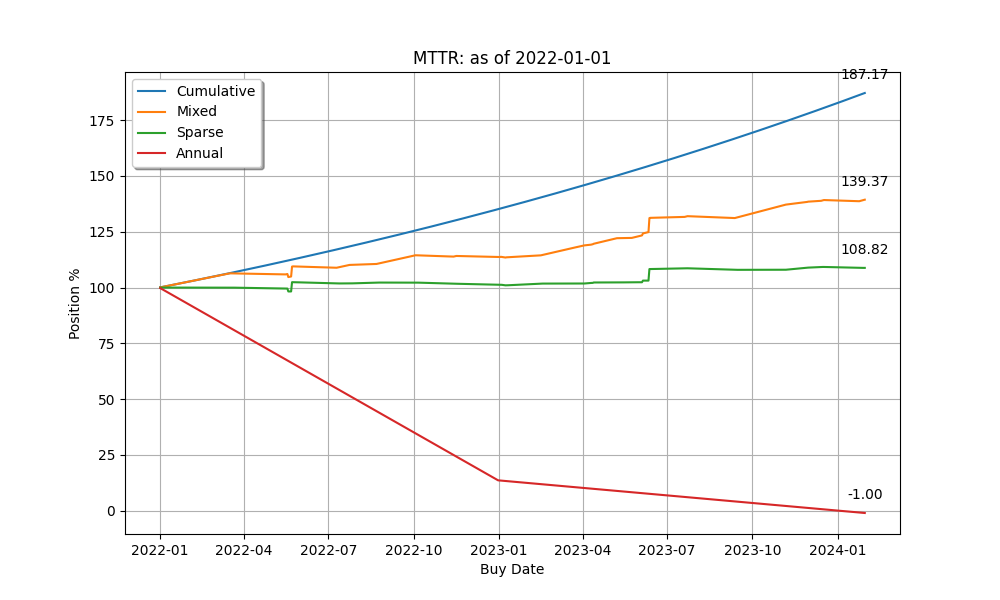 MTTR: as of 2022-01-01
187.17
Cumulative
Mixed
Sparse
Annual
139.37
108.82
-1.00
175
150
125
100
75
50
25
0
Position %
2022-01 2022-04 2022-07 2022-10 2023-01 2023-04 2023-07 2023-10 2024-01
Buy Date